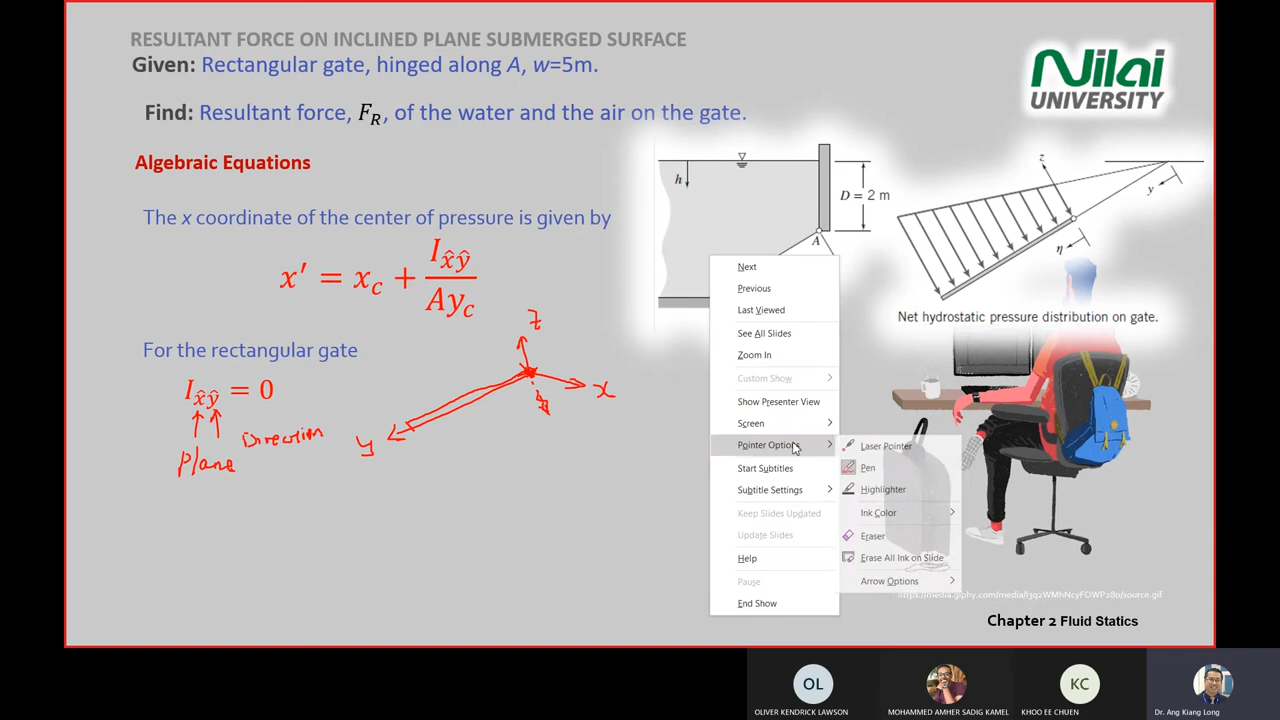 RESULTANT FORCE ON INCLINED PLANE SUBMERGED SURFACE
Given: Rectangular gate, hinged along A, w=5m.
Find: Resultant force, F_R, of the water and the air on the gate.
Algebraic Equations
The x coordinate of the center of pressure is given by
x′ = x_c + I_x̂ŷ / Ay_c
For the rectangular gate
I_x̂ŷ = 0
Direction
plane
z
x
y
Nilai
UNIVERSITY
h
D = 2 m
A
z
y
η
Net hydrostatic pressure distribution on gate.
Next
Previous
Last Viewed
See All Slides
Zoom In
Custom Show
Show Presenter View
Screen
Pointer Options
Start Subtitles
Subtitle Settings
Keep Slides Updated
Update Slides
Help
Pause
End Show
Laser Pointer
Pen
Highlighter
Ink Color
Eraser
Erase All Ink on Slide
Arrow Options
Chapter 2 Fluid Statics
OL
KC
OLIVER KENDRICK LAWSON
MOHAMMED AMHER SADIG KAMEL
KHOO EE CHUEN
Dr. Ang Kiang Long